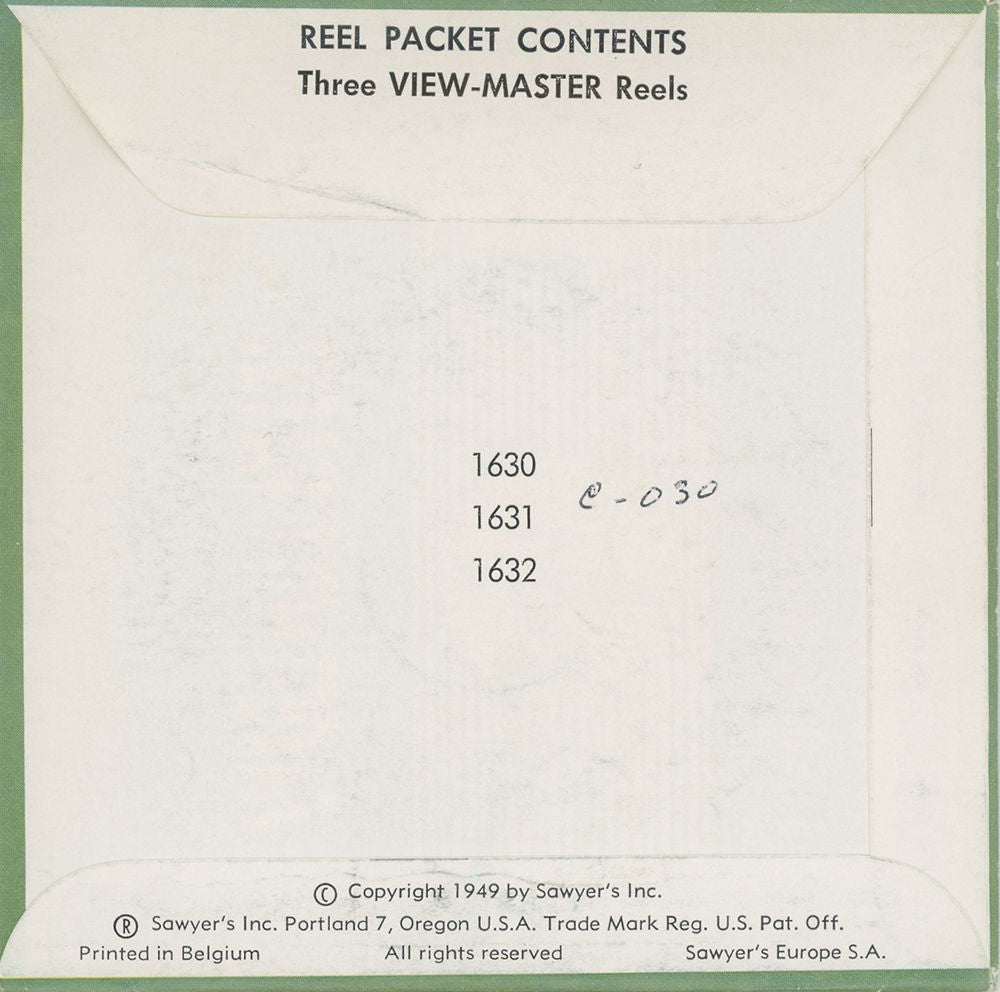 REEL PACKET CONTENTS
Three VIEW-MASTER Reels
1630
C-030
1631
1632
© Copyright 1949 by Sawyer's Inc.
® Sawyer's Inc. Portland 7, Oregon U.S.A. Trade Mark Reg. U.S. Pat. Off.
Printed in Belgium All rights reserved Sawyer's Europe S.A.